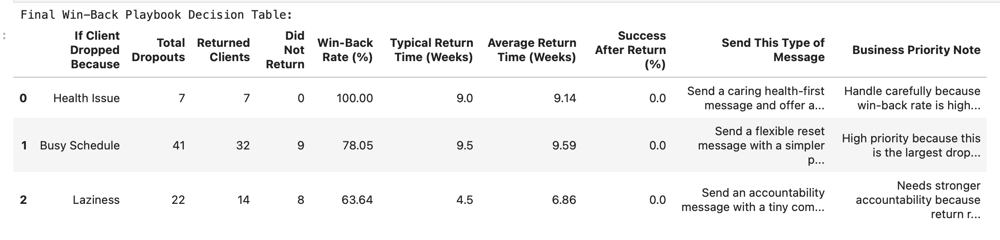 Final Win-Back Playbook Decision Table:
:
If Client Dropped Because Total Dropouts Returned Clients Did Not Return Win-Back Rate (%) Typical Return Time (Weeks) Average Return Time (Weeks) Success After Return (%) Send This Type of Message Business Priority Note
0 Health Issue 7 7 0 100.00 9.0 9.14 0.0 Send a caring health-first message and offer a... Handle carefully because win-back rate is high...
1 Busy Schedule 41 32 9 78.05 9.5 9.59 0.0 Send a flexible reset message with a simpler p... High priority because this is the largest drop...
2 Laziness 22 14 8 63.64 4.5 6.86 0.0 Send an accountability message with a tiny com... Needs stronger accountability because return r...